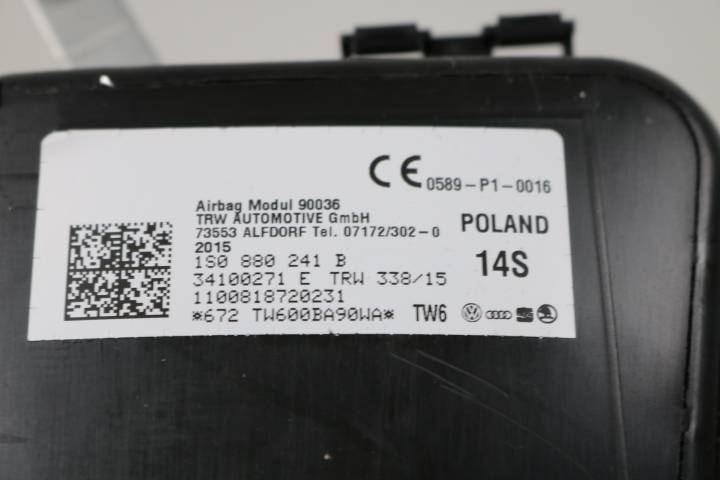 CE 0589-P1-0016
Airbag Modul 90036
TRW AUTOMOTIVE GmbH
73553 ALFDORF Tel. 07172/302-0
2015
POLAND
1S0 880 241 B
14S
34100271 E TRW 338/15
1100818720231
*672 TW600BA90WA* TW6